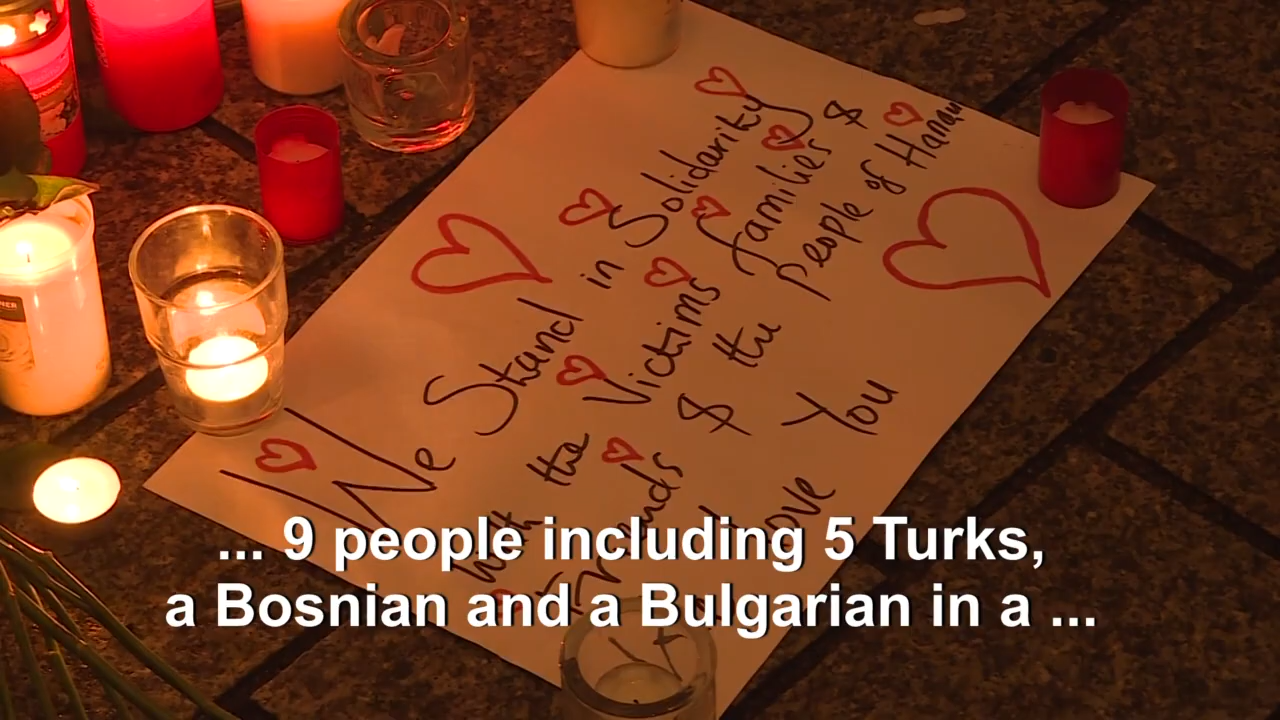 We Stand in Solidarity
with the Victims Families &
Friends & the People of Hanau
Love You
XX
... 9 people including 5 Turks,
a Bosnian and a Bulgarian in a ...